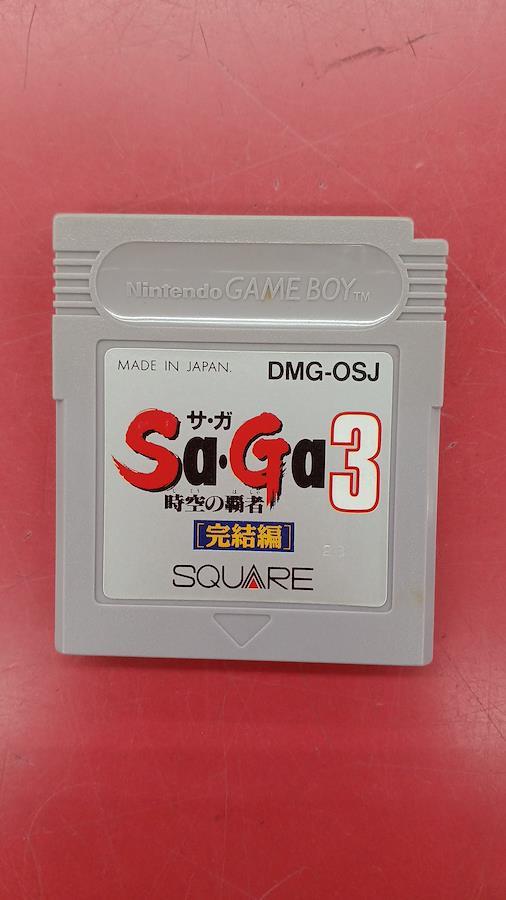 Nintendo GAME BOY TM
MADE IN JAPAN.
DMG-OSJ
サ・ガ
Sa・Ga3
時空の覇者
[完結編]
SQUARE